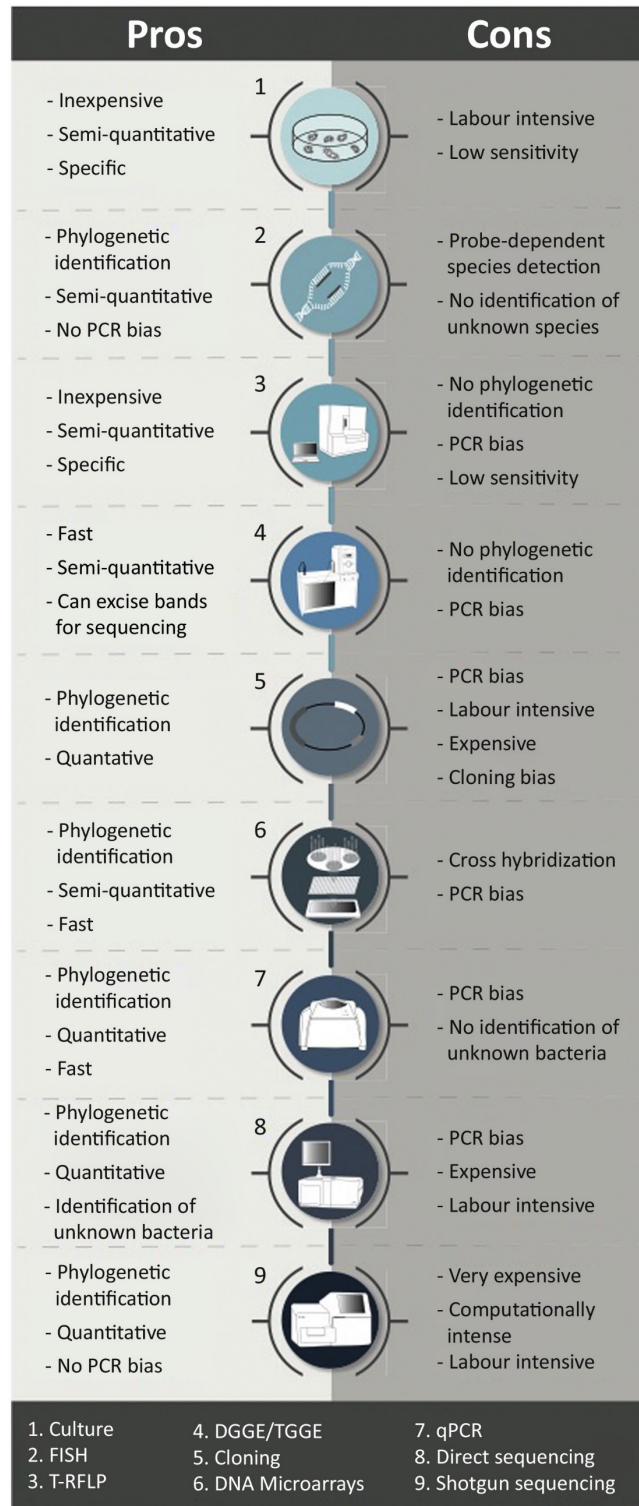 Pros
Cons
1
- Inexpensive
- Semi-quantitative
- Specific
- Labour intensive
- Low sensitivity
2
- Phylogenetic
identification
- Semi-quantitative
- No PCR bias
- Probe-dependent
species detection
- No identification of
unknown species
3
- Inexpensive
- Semi-quantitative
- Specific
- No phylogenetic
identification
- PCR bias
- Low sensitivity
4
- Fast
- Semi-quantitative
- Can excise bands
for sequencing
- No phylogenetic
identification
- PCR bias
5
- Phylogenetic
identification
- Quantative
- PCR bias
- Labour intensive
- Expensive
- Cloning bias
6
- Phylogenetic
identification
- Semi-quantitative
- Fast
- Cross hybridization
- PCR bias
7
- Phylogenetic
identification
- Quantitative
- Fast
- PCR bias
- No identification of
unknown bacteria
8
- Phylogenetic
identification
- Quantitative
- Identification of
unknown bacteria
- PCR bias
- Expensive
- Labour intensive
9
- Phylogenetic
identification
- Quantitative
- No PCR bias
- Very expensive
- Computationally
intense
- Labour intensive
1. Culture
2. FISH
3. T-RFLP
4. DGGE/TGGE
5. Cloning
6. DNA Microarrays
7. qPCR
8. Direct sequencing
9. Shotgun sequencing